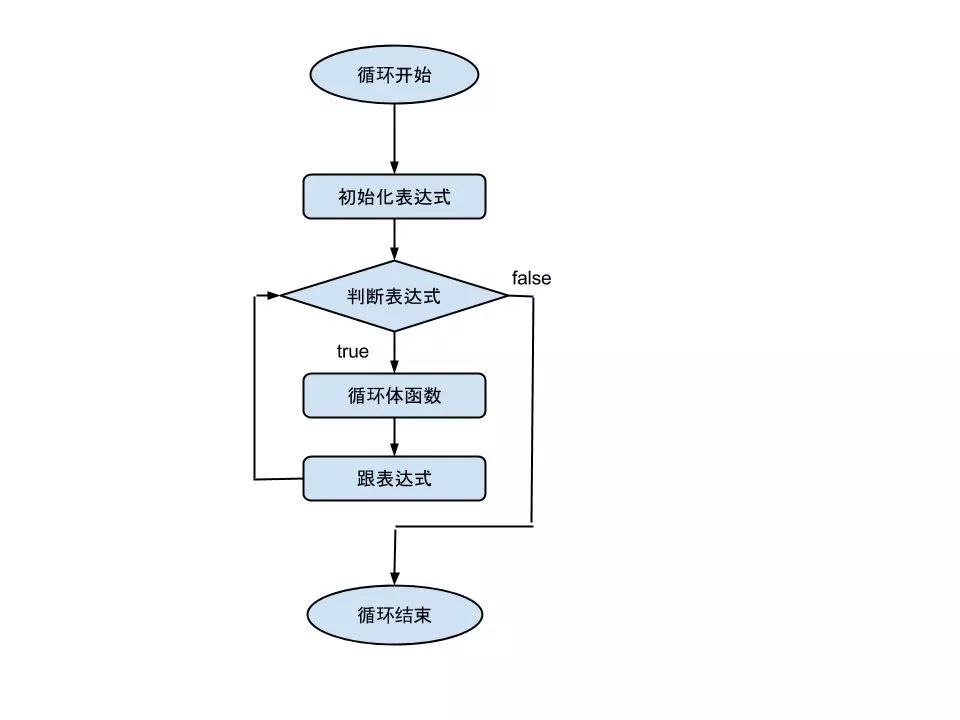 循环开始
初始化表达式
判断表达式
false
true
循环体函数
跟表达式
循环结束